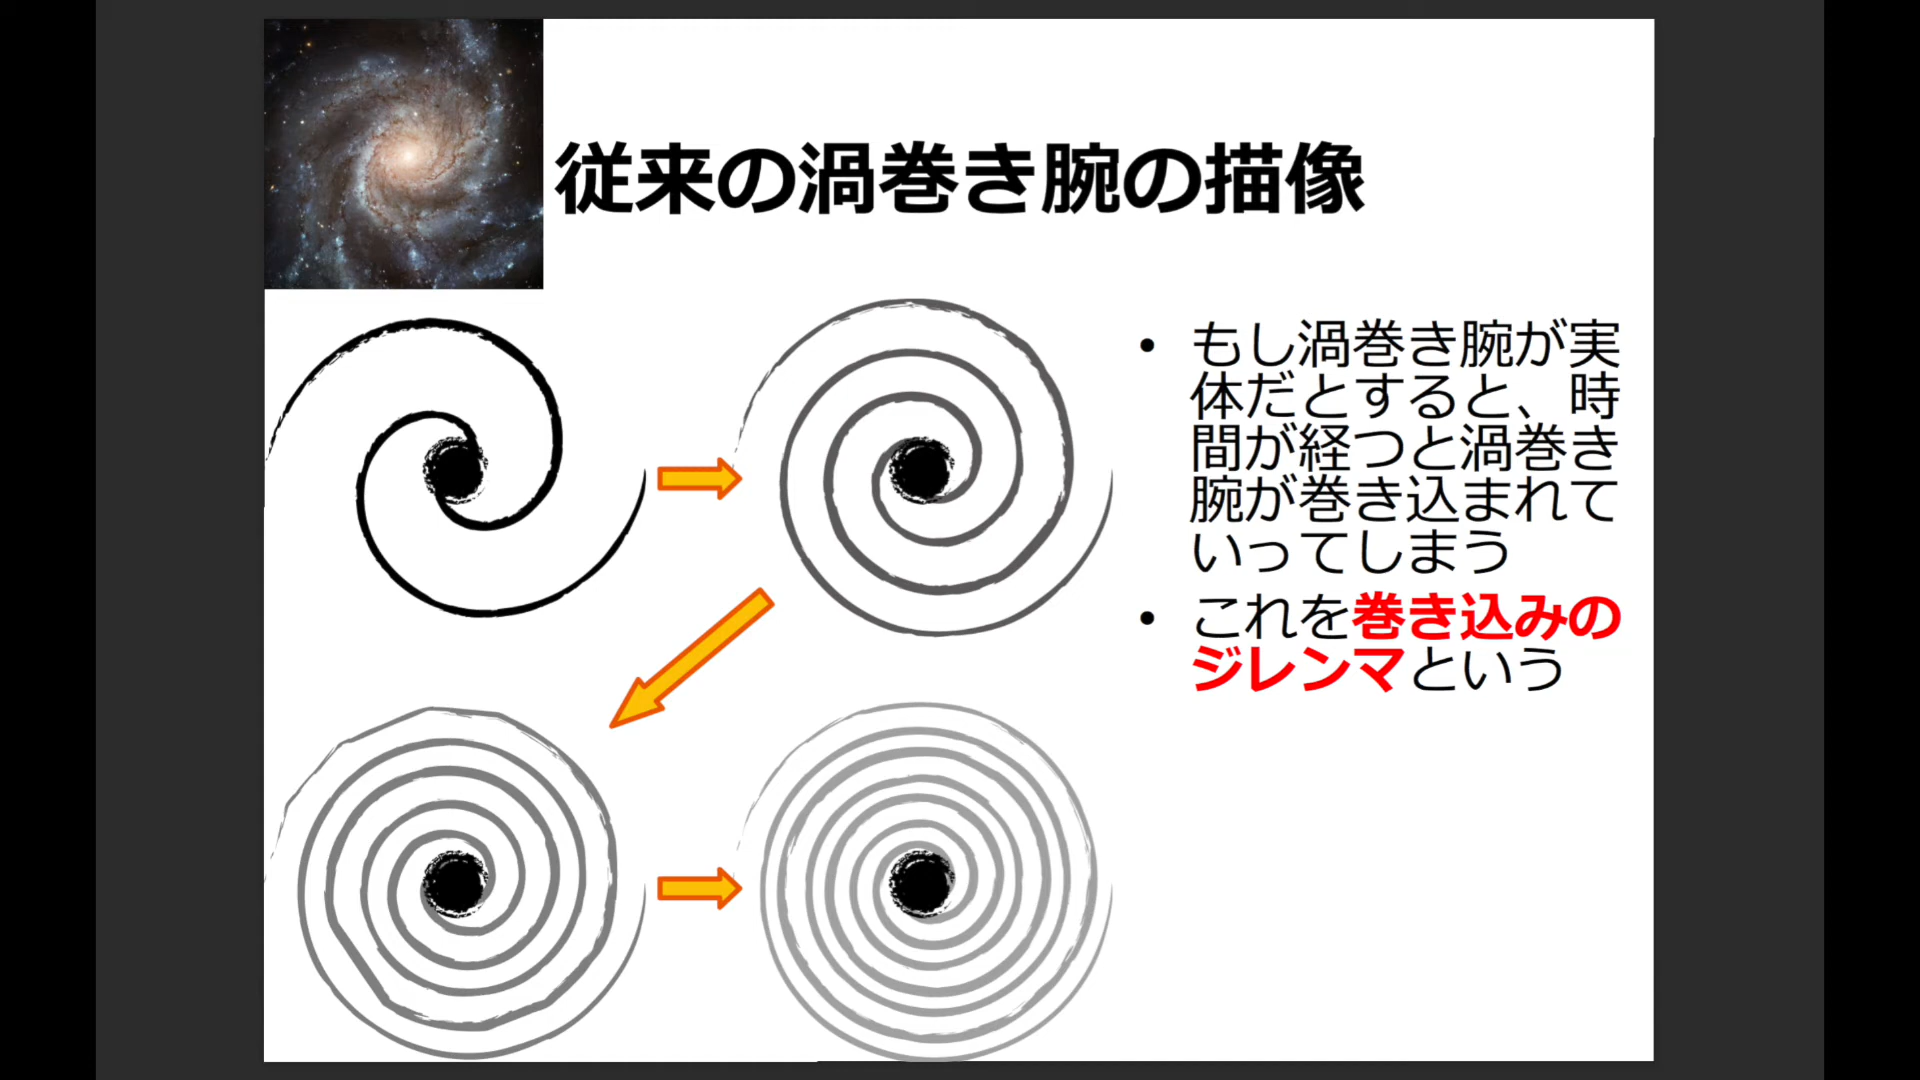 従来の渦巻き腕の描像
• もし渦巻き腕が実
体だとすると、時
間が経つと渦巻き
腕が巻き込まれて
いってしまう
• これを巻き込みの
ジレンマという